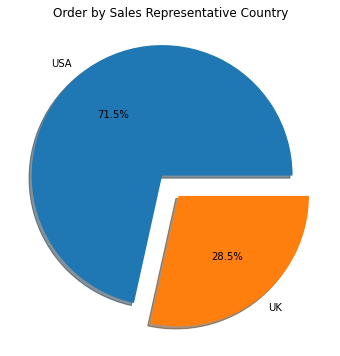 Order by Sales Representative Country
USA
71.5%
28.5%
UK